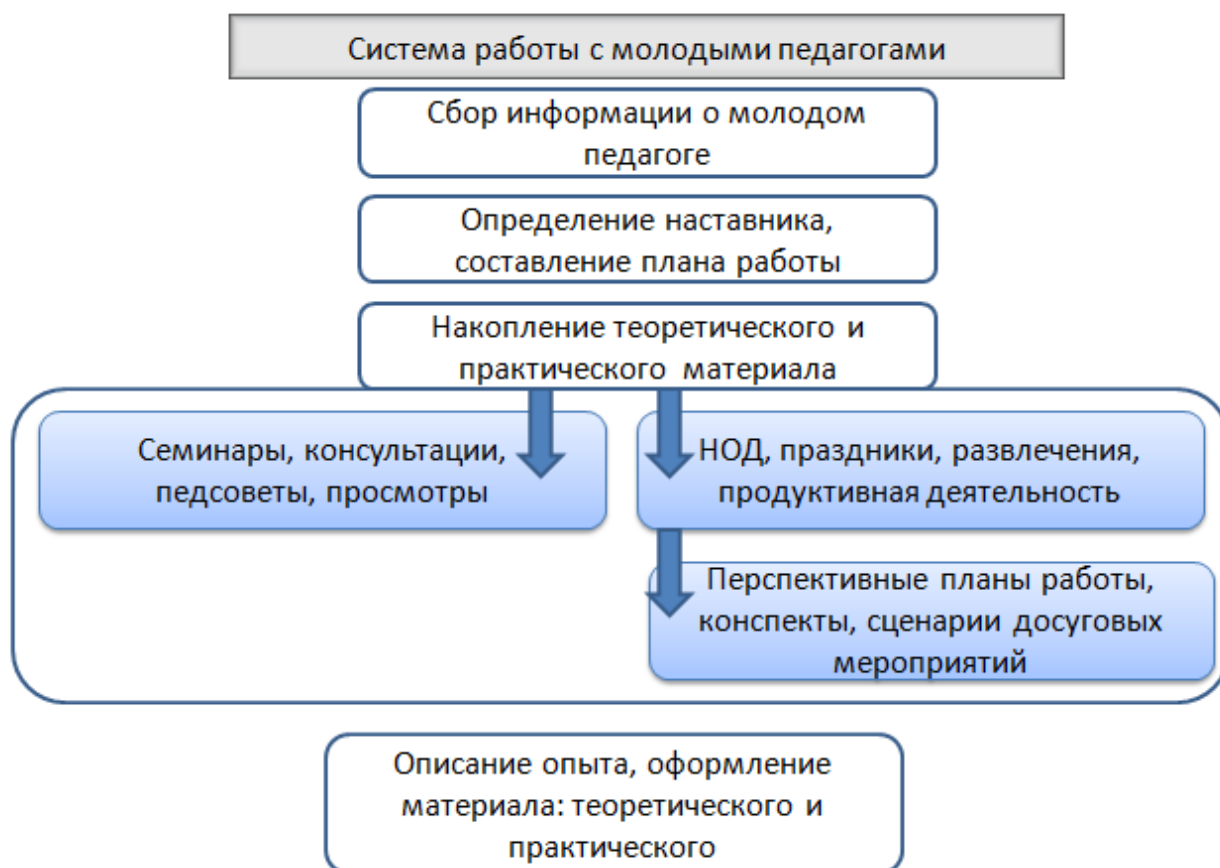 Система работы с молодыми педагогами
Сбор информации о молодом
педагоге
Определение наставника,
составление плана работы
Накопление теоретического и
практического материала
Семинары, консультации,
педсоветы, просмотры
НОД, праздники, развлечения,
продуктивная деятельность
Перспективные планы работы,
конспекты, сценарии досуговых
мероприятий
Описание опыта, оформление
материала: теоретического и
практического